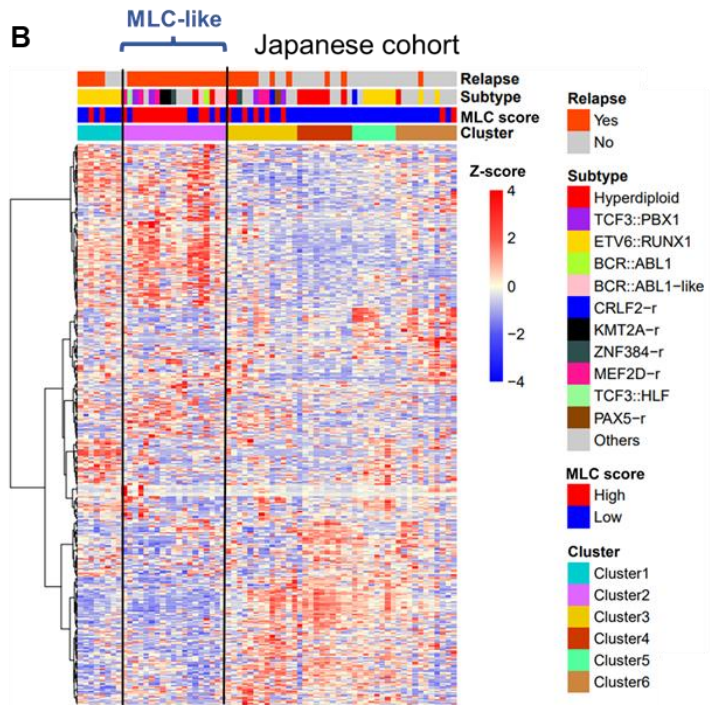 B
MLC-like
Japanese cohort
Relapse
Subtype
MLC score
Cluster
Z-score
4
2
0
−2
−4
Relapse
Yes
No
Subtype
Hyperdiploid
TCF3::PBX1
ETV6::RUNX1
BCR::ABL1
BCR::ABL1−like
CRLF2−r
KMT2A−r
ZNF384−r
MEF2D−r
TCF3::HLF
PAX5−r
Others
MLC score
High
Low
Cluster
Cluster1
Cluster2
Cluster3
Cluster4
Cluster5
Cluster6